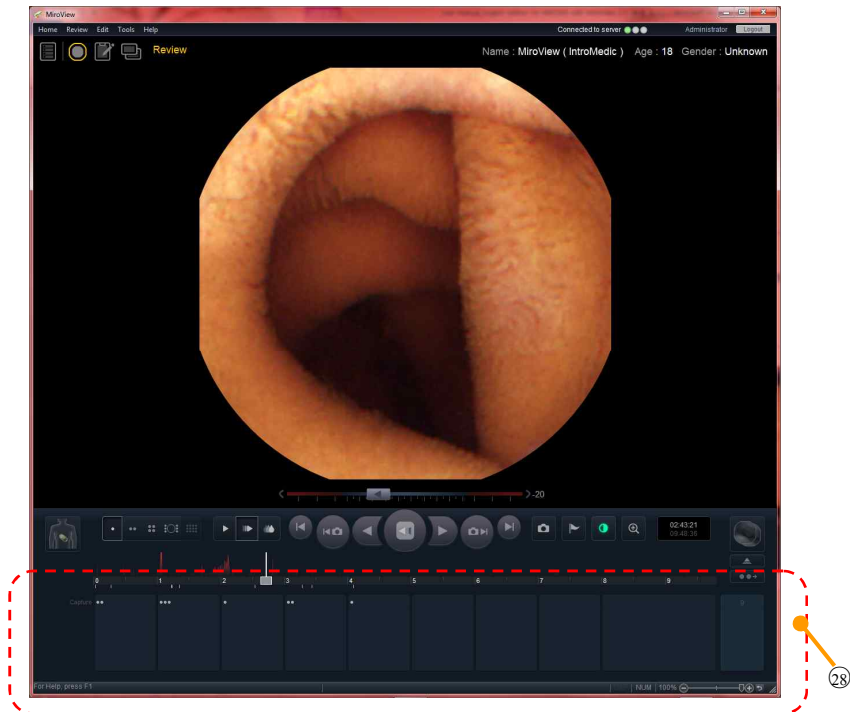 MiroView
Home Review Edit Tools Help Connected to server Administrator Logout
Review Name : MiroView ( IntroMedic ) Age : 18 Gender : Unknown
-20
02:43:21
09:48:35
0 1 2 3 4 5 6 7 8 9
Capture
28
For Help, press F1 NUM 100%